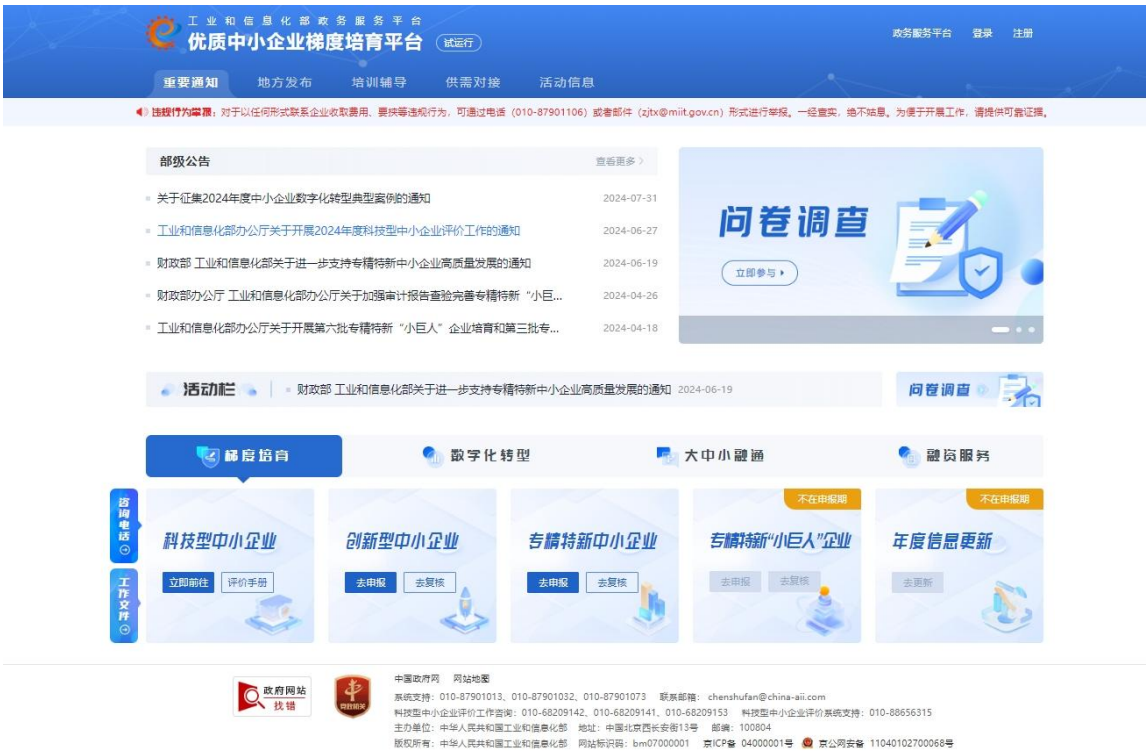 工业和信息化部政务服务平台
优质中小企业梯度培育平台 试运行
政务服务平台 登录 注册
重要通知 地方发布 培训辅导 供需对接 活动信息
违规行为举报：对于以任何形式联系企业收取费用、要挟等违规行为，可通过电话（010-87901106）或者邮件（zjtx@miit.gov.cn）形式进行举报。一经查实，绝不姑息。为便于开展工作，请提供可靠证据。
部级公告 查看更多
关于征集2024年度中小企业数字化转型典型案例的通知 2024-07-31
工业和信息化部办公厅关于开展2024年度科技型中小企业评价工作的通知 2024-06-27
财政部 工业和信息化部关于进一步支持专精特新中小企业高质量发展的通知 2024-06-19
财政部办公厅 工业和信息化部办公厅关于加强审计报告查验完善专精特新“小巨... 2024-04-26
工业和信息化部办公厅关于开展第六批专精特新“小巨人”企业培育和第三批专... 2024-04-18
问卷调查
立即参与
活动栏 财政部 工业和信息化部关于进一步支持专精特新中小企业高质量发展的通知 2024-06-19
问卷调查
梯度培育 数字化转型 大中小融通 融资服务
咨询电话
工作文件
科技型中小企业
立即前往 评价手册
创新型中小企业
去申报 去复核
专精特新中小企业
去申报 去复核
不在申报期
专精特新“小巨人”企业
去申报 去复核
不在申报期
年度信息更新
去更新
政府网站
找错
党政机关
中国政府网 网站地图
系统支持：010-87901013、010-87901032、010-87901073 联系邮箱：chenshufan@china-aii.com
科技型中小企业评价工作咨询：010-68209142、010-68209141、010-68209153 科技型中小企业评价系统支持：010-88656315
主办单位：中华人民共和国工业和信息化部 地址：中国北京西长安街13号 邮编：100804
版权所有：中华人民共和国工业和信息化部 网站标识码：bm07000001 京ICP备 04000001号 京公网安备 11040102700068号